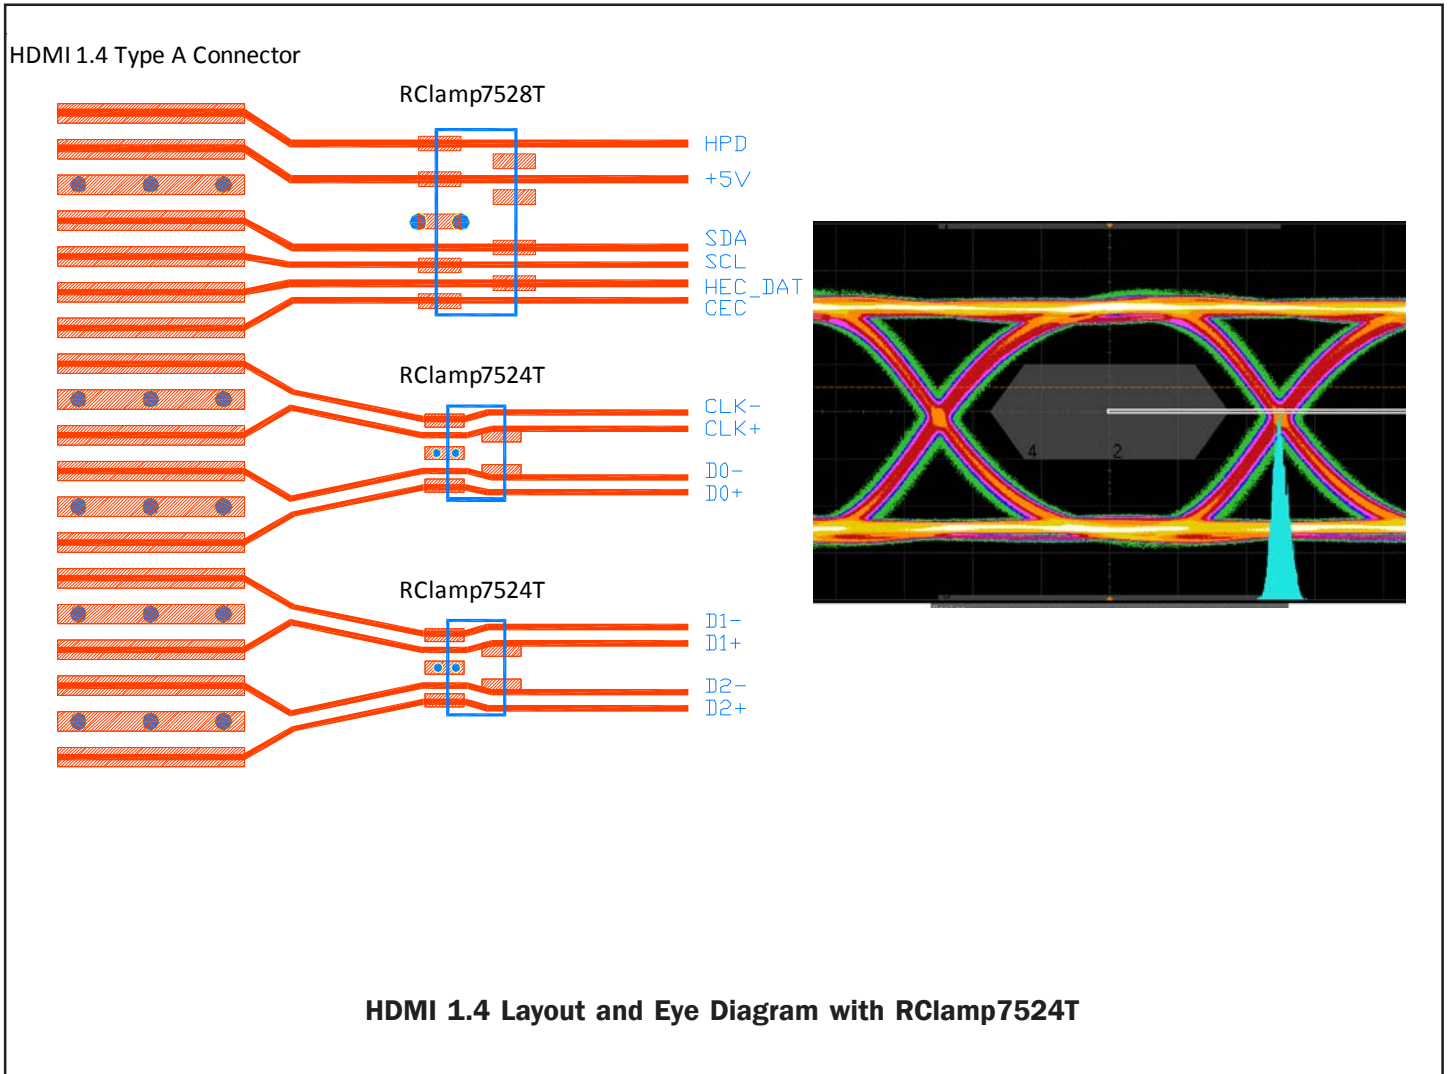 HDMI 1.4 Type A Connector
RClamp7528T
HPD
+5V
SDA
SCL
HEC_DAT
CEC
RClamp7524T
CLK-
CLK+
D0-
D0+
RClamp7524T
D1-
D1+
D2-
D2+
4 2
HDMI 1.4 Layout and Eye Diagram with RClamp7524T